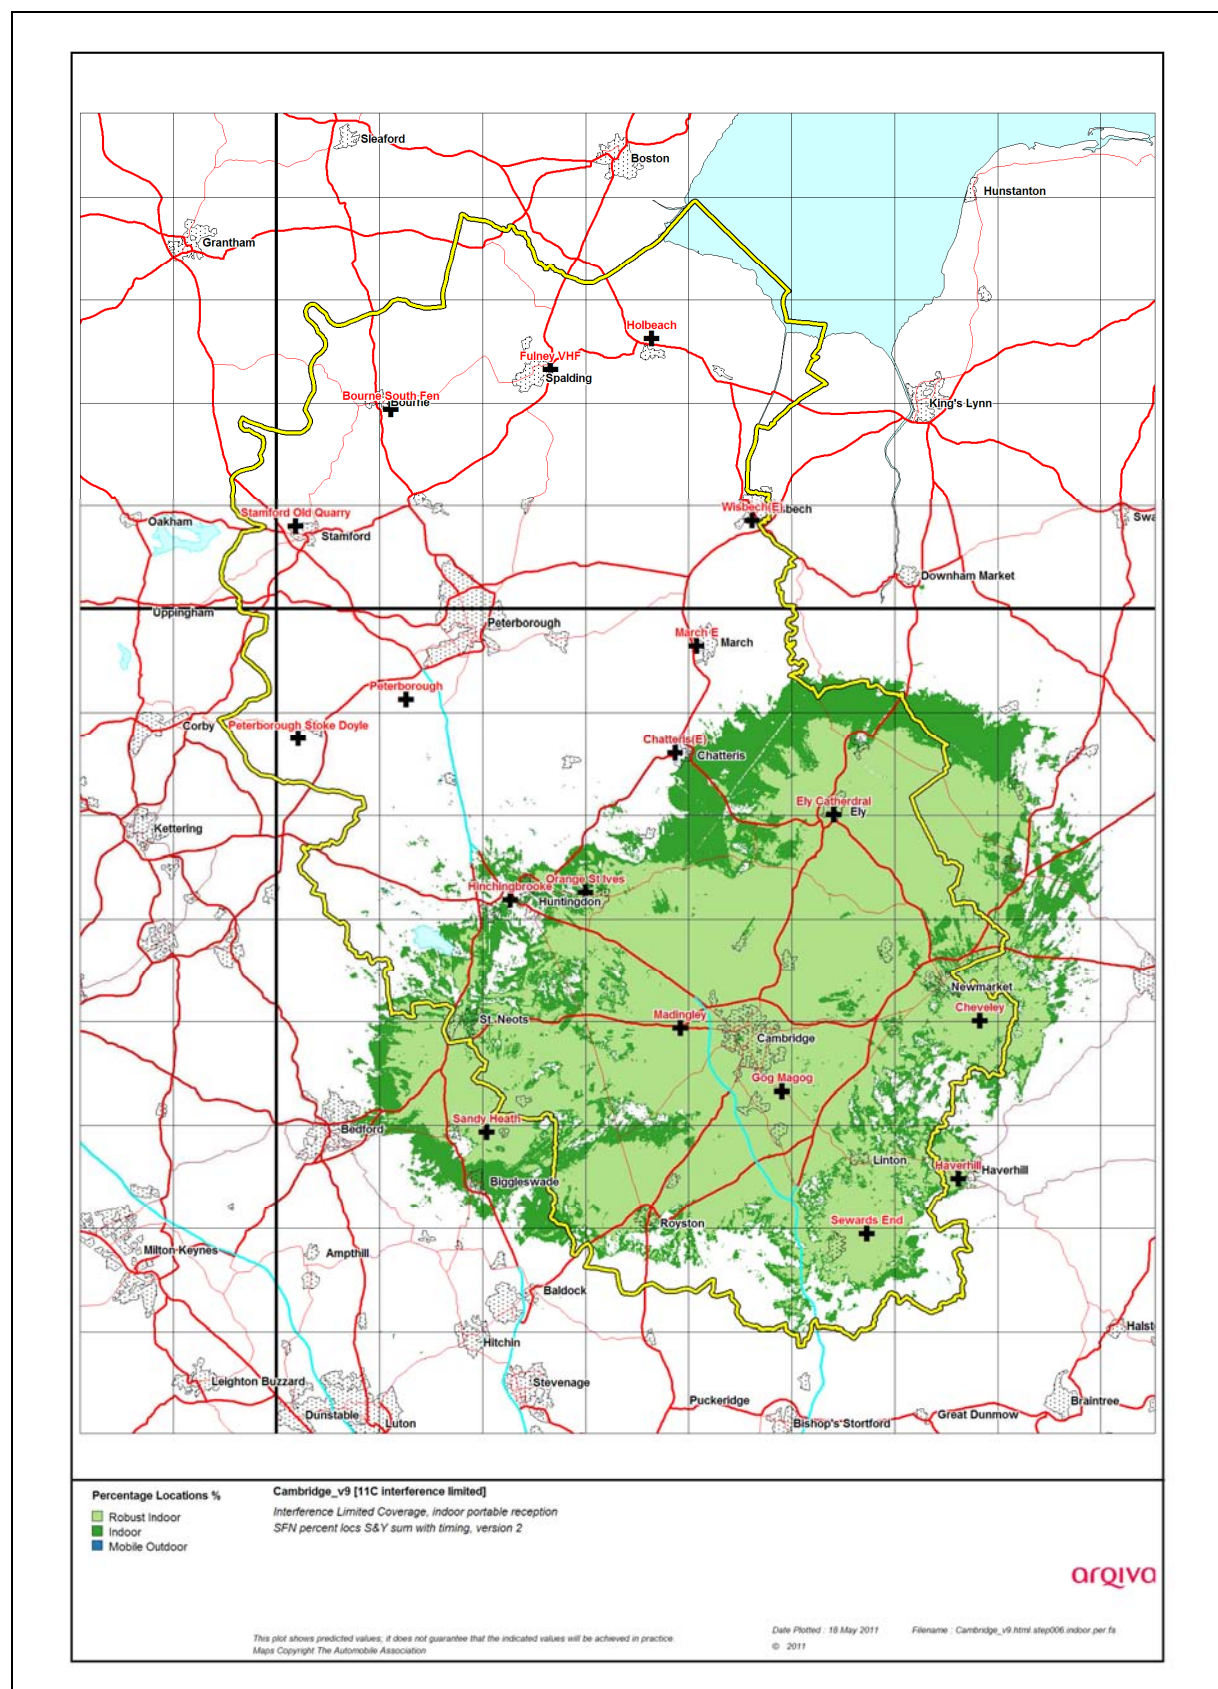 Sleaford
Boston
Hunstanton
Grantham
Holbeach
Fulney VHF
Spalding
Bourne South Fen
Bourne
King's Lynn
Stamford Old Quarry
Wisbech(E)
sbech
Oakham
Stamford
Swa
Downham Market
Uppingham
Peterborough
March E
March
Peterborough
Corby
Peterborough Stoke Doyle
Chatteris(E)
Chatteris
Ely Catherdral
Ely
Kettering
Orange St Ives
Hinchingbrooke
Huntingdon
Newmarket
Cheveley
St. Neots
Madingley
Cambridge
Gog Magog
Sandy Heath
Bedford
Linton
Haverhill
Haverhill
Biggleswade
Royston
Sewards End
Milton Keynes
Ampthill
Baldock
Hitchin
Halst
Leighton Buzzard
Stevenage
Puckeridge
Braintree
Dunstable
Luton
Bishop's Stortford
Great Dunmow
Percentage Locations %
Robust Indoor
Indoor
Mobile Outdoor
Cambridge_v9 [11C interference limited]
Interference Limited Coverage, indoor portable reception
SFN percent locs S&Y sum with timing, version 2
arqiva
This plot shows predicted values; it does not guarantee that the indicated values will be achieved in practice.
Maps Copyright The Automobile Association
Date Plotted : 18 May 2011
Filename : Cambridge_v9.html.step006.indoor.per.fa
© 2011